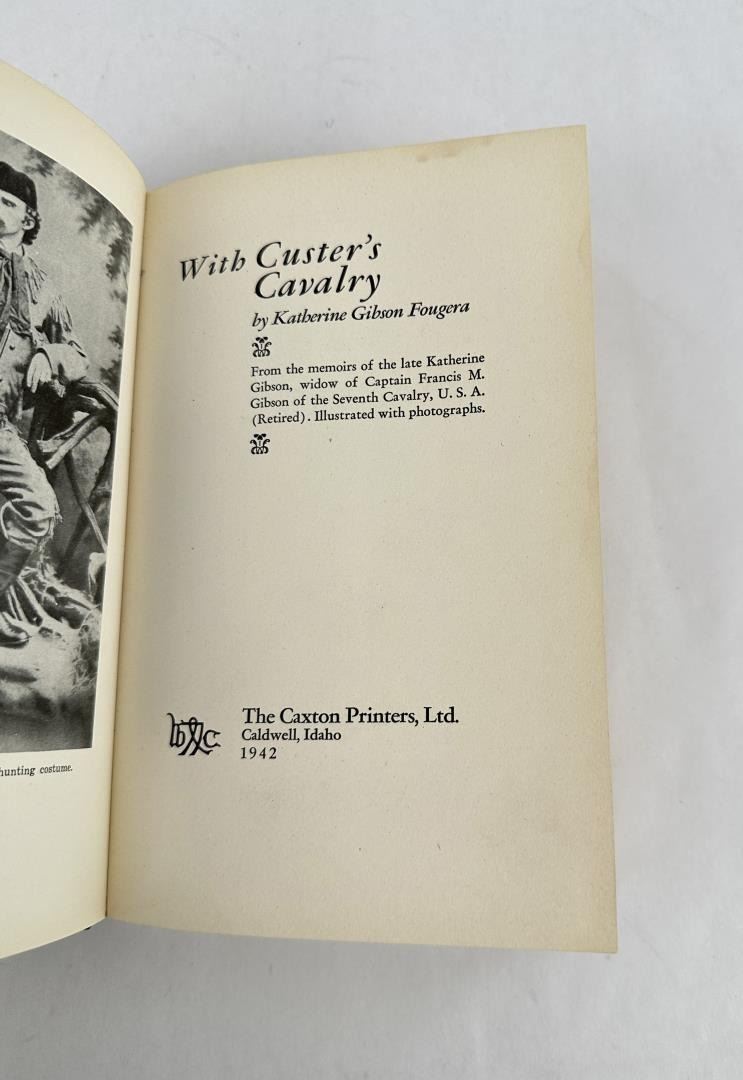 hunting costume.
With Custer's
Cavalry
by Katherine Gibson Fougera
From the memoirs of the late Katherine
Gibson, widow of Captain Francis M.
Gibson of the Seventh Cavalry, U. S. A.
(Retired). Illustrated with photographs.
The Caxton Printers, Ltd.
Caldwell, Idaho
1942